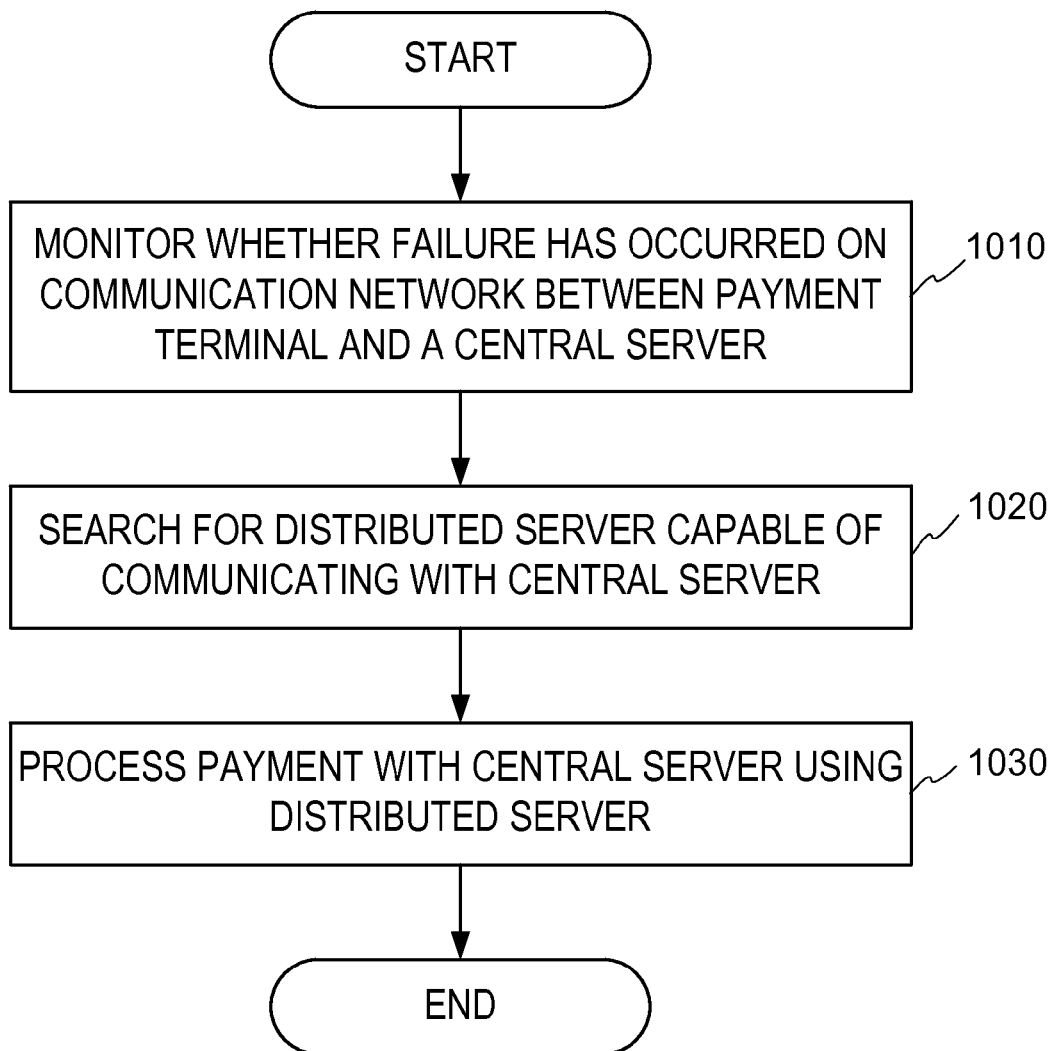 START
MONITOR WHETHER FAILURE HAS OCCURRED ON
COMMUNICATION NETWORK BETWEEN PAYMENT
TERMINAL AND A CENTRAL SERVER
1010
SEARCH FOR DISTRIBUTED SERVER CAPABLE OF
COMMUNICATING WITH CENTRAL SERVER
1020
PROCESS PAYMENT WITH CENTRAL SERVER USING
DISTRIBUTED SERVER
1030
END